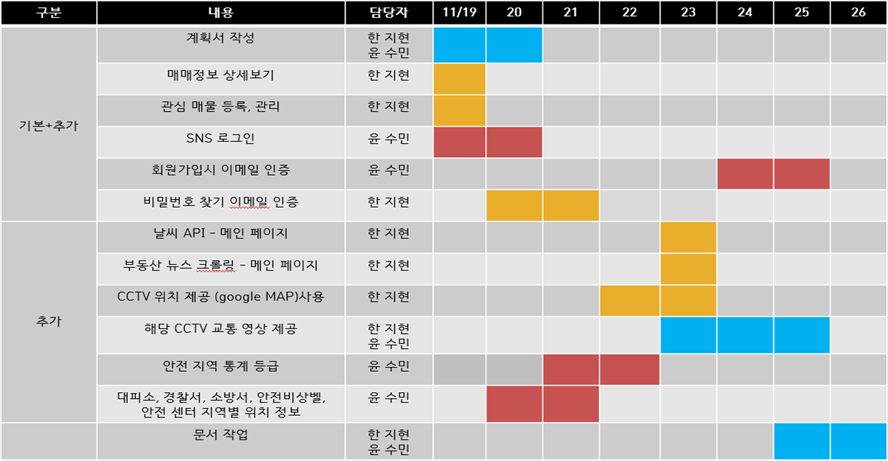 구분 내용 담당자 11/19 20 21 22 23 24 25 26
기본+추가
계획서 작성 한 지현
윤 수민
매매정보 상세보기 한 지현
관심 매물 등록, 관리 한 지현
SNS 로그인 윤 수민
회원가입시 이메일 인증 윤 수민
비밀번호 찾기 이메일 인증 한 지현
추가
날씨 API - 메인 페이지 한 지현
부동산 뉴스 크롤링 - 메인 페이지 한 지현
CCTV 위치 제공 (google MAP)사용 한 지현
해당 CCTV 교통 영상 제공 한 지현
윤 수민
안전 지역 통계 등급 윤 수민
대피소, 경찰서, 소방서, 안전비상벨, 윤 수민
안전 센터 지역별 위치 정보
문서 작업 한 지현
윤 수민